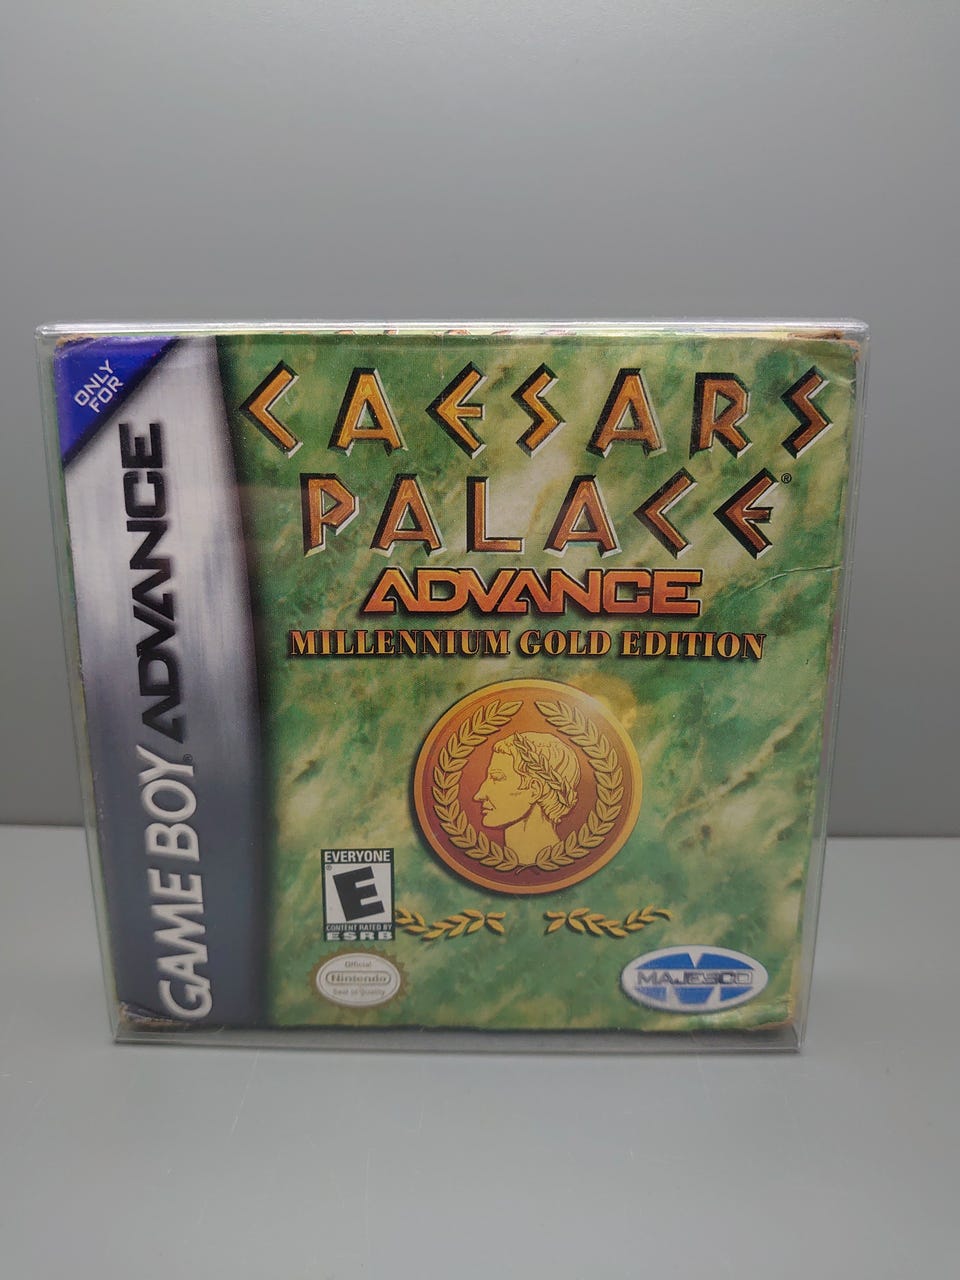 ONLY
FOR
GAME BOY ADVANCE
CAESARS
PALACE®
ADVANCE
MILLENNIUM GOLD EDITION
EVERYONE
E
CONTENT RATED BY
ESRB
Official
Nintendo
Seal of Quality
MAJESCO